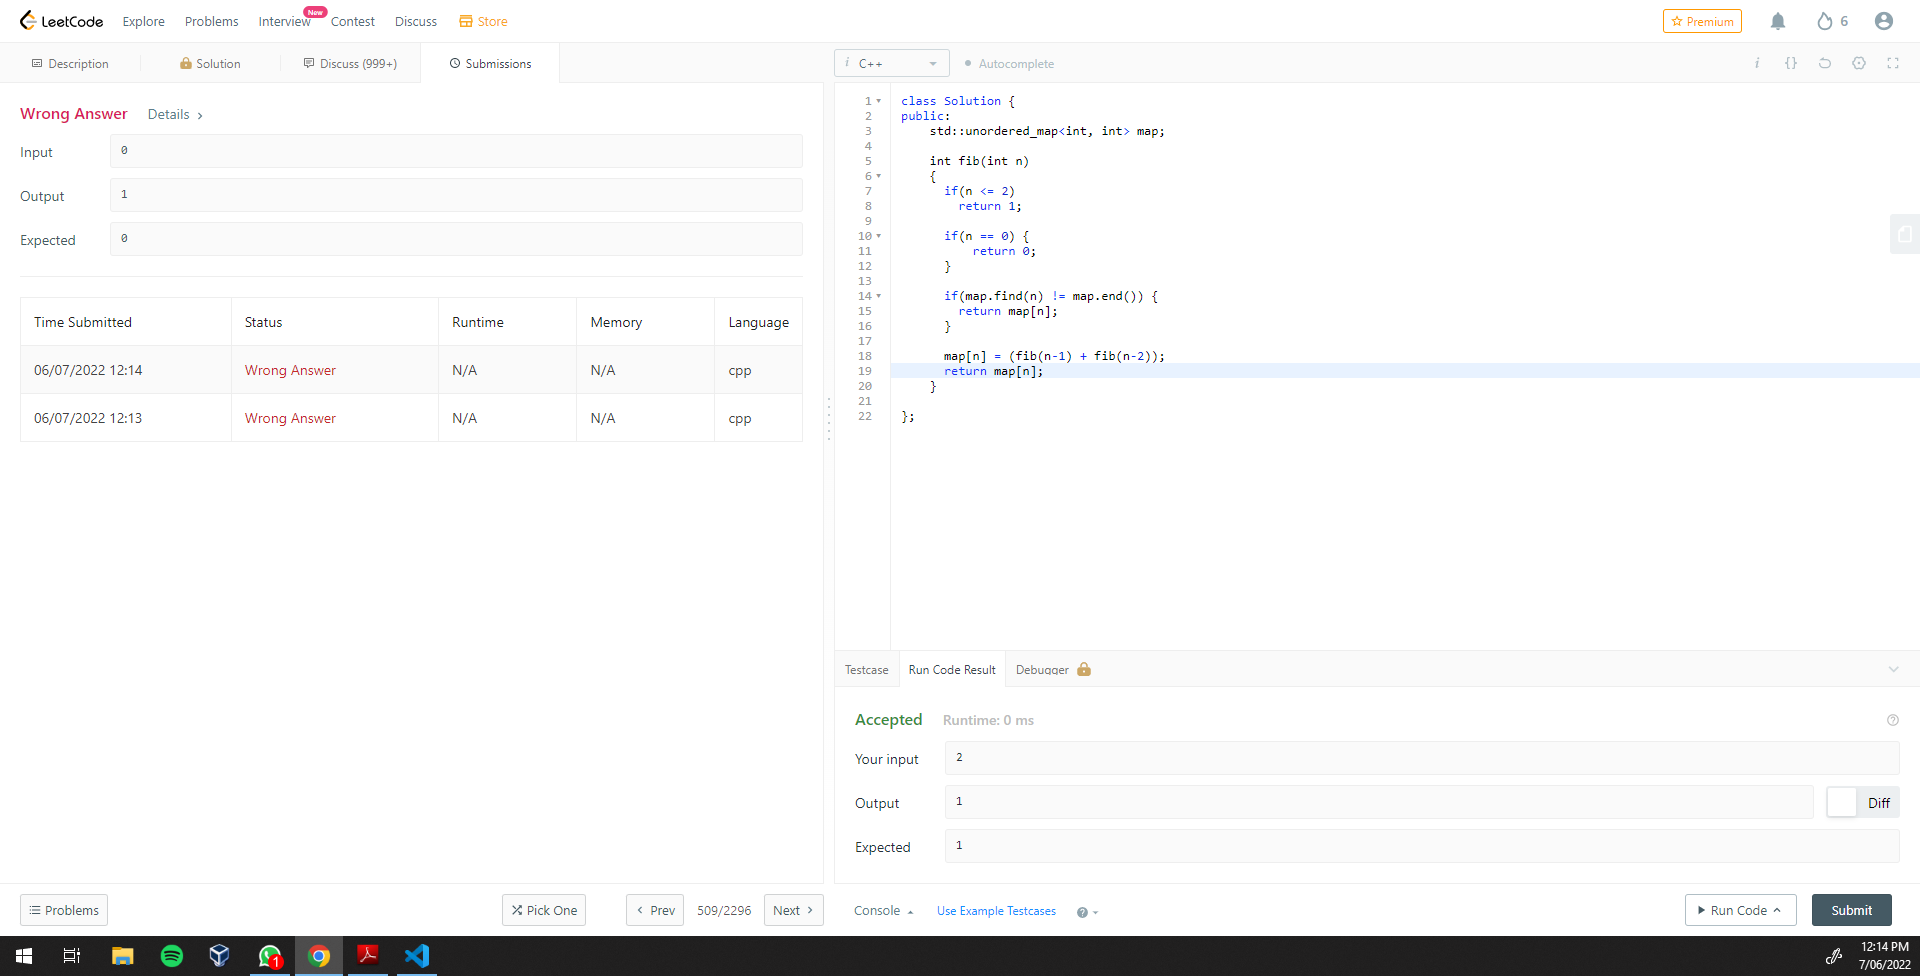 LeetCode
Explore
Problems
Interview
New
Contest
Discuss
Store
Premium
6
Description
Solution
Discuss (999+)
Submissions
i C++
Autocomplete
i
{}
Wrong Answer
Details >
Input
0
Output
1
Expected
0
Time Submitted Status Runtime Memory Language
06/07/2022 12:14 Wrong Answer N/A N/A cpp
06/07/2022 12:13 Wrong Answer N/A N/A cpp
1 class Solution {
2 public:
3 std::unordered_map<int, int> map;
4
5 int fib(int n)
6 {
7 if(n <= 2)
8 return 1;
9
10 if(n == 0) {
11 return 0;
12 }
13
14 if(map.find(n) != map.end()) {
15 return map[n];
16 }
17
18 map[n] = (fib(n-1) + fib(n-2));
19 return map[n];
20 }
21
22 };
Testcase
Run Code Result
Debugger
Accepted
Runtime: 0 ms
Your input
2
Output
1
Diff
Expected
1
Problems
Pick One
< Prev
509/2296
Next >
Console
Use Example Testcases
Run Code
Submit
1
12:14 PM
7/06/2022